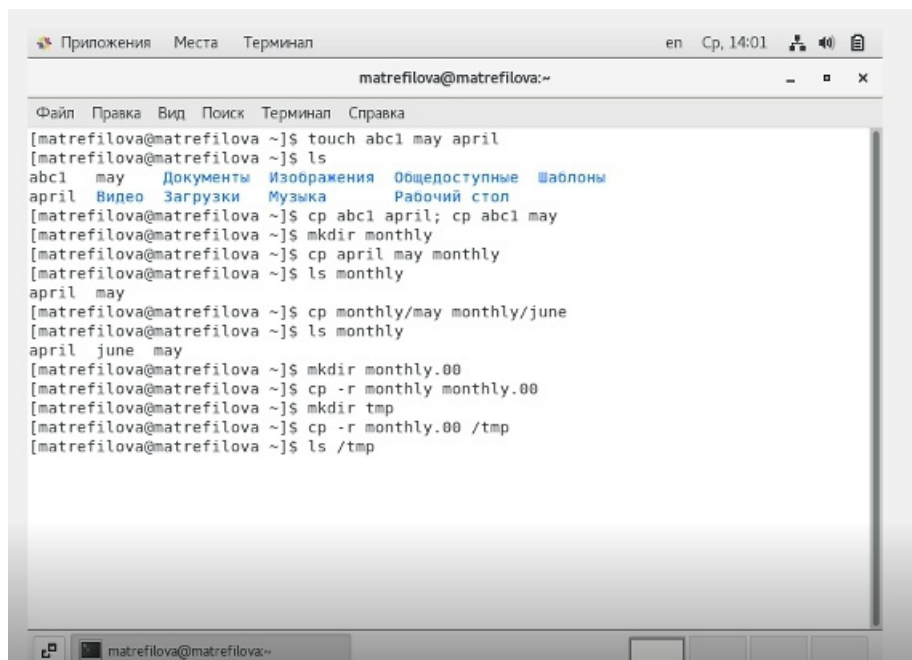 Приложения Места Терминал en Ср, 14:01
matrefilova@matrefilova:~
Файл Правка Вид Поиск Терминал Справка
[matrefilova@matrefilova ~]$ touch abc1 may april
[matrefilova@matrefilova ~]$ ls
abc1 may Документы Изображения Общедоступные Шаблоны
april Видео Загрузки Музыка Рабочий стол
[matrefilova@matrefilova ~]$ cp abc1 april; cp abc1 may
[matrefilova@matrefilova ~]$ mkdir monthly
[matrefilova@matrefilova ~]$ cp april may monthly
[matrefilova@matrefilova ~]$ ls monthly
april may
[matrefilova@matrefilova ~]$ cp monthly/may monthly/june
[matrefilova@matrefilova ~]$ ls monthly
april june may
[matrefilova@matrefilova ~]$ mkdir monthly.00
[matrefilova@matrefilova ~]$ cp -r monthly monthly.00
[matrefilova@matrefilova ~]$ mkdir tmp
[matrefilova@matrefilova ~]$ cp -r monthly.00 /tmp
[matrefilova@matrefilova ~]$ ls /tmp
matrefilova@matrefilova:~